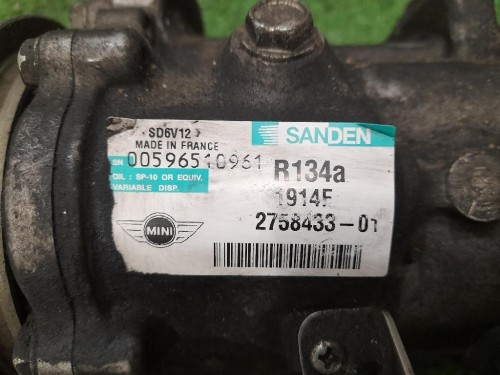 SD6V12
SANDEN
MADE IN FRANCE
SN 00596510961
R134a
OIL : SP-10 OR EQUIV.
VARIABLE DISP.
1914F
MINI
2758433-01